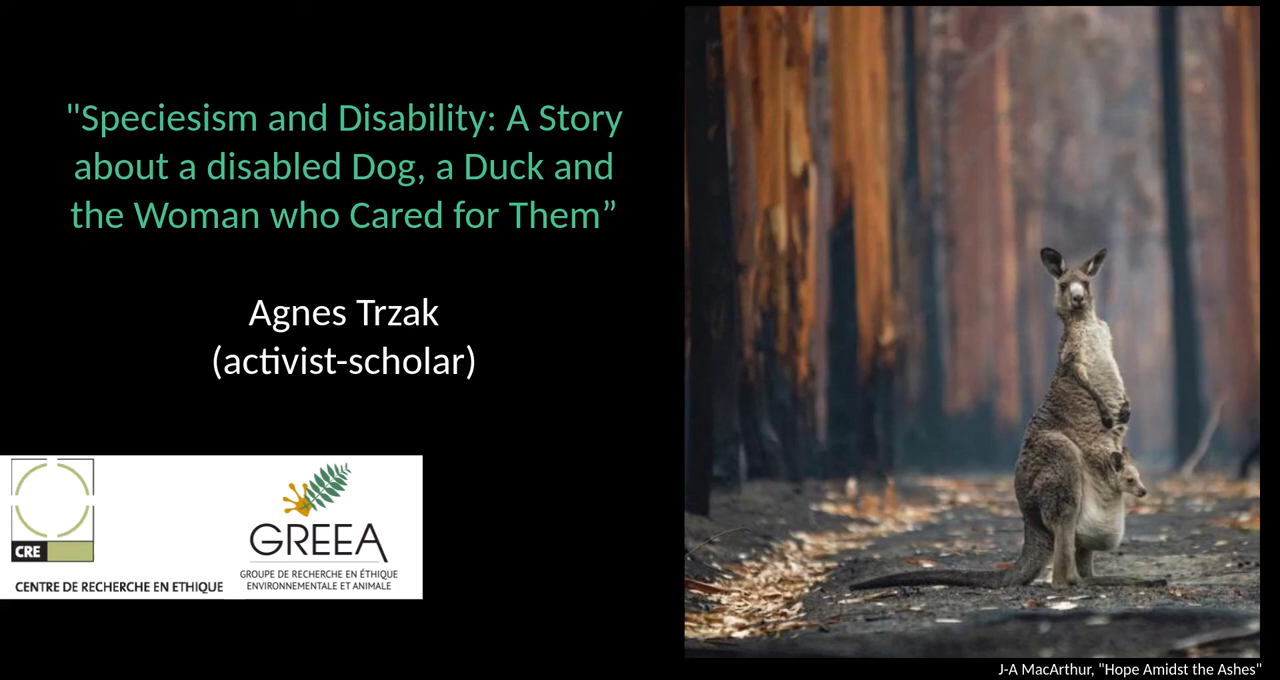 "Speciesism and Disability: A Story
about a disabled Dog, a Duck and
the Woman who Cared for Them”
Agnes Trzak
(activist-scholar)
CRE
CENTRE DE RECHERCHE EN ETHIQUE
GREEA
GROUPE DE RECHERCHE EN ÉTHIQUE
ENVIRONNEMENTALE ET ANIMALE
J-A MacArthur, "Hope Amidst the Ashes"